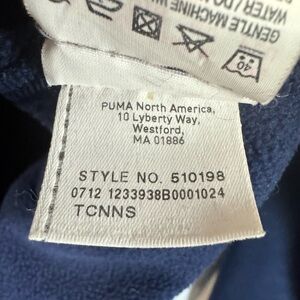 GENTLE MACHINE W
WATER / DO
40
PUMA North America,
10 Lyberty Way,
Westford,
MA 01886
STYLE NO. 510198
0712 1233938B0001024
TCNNS